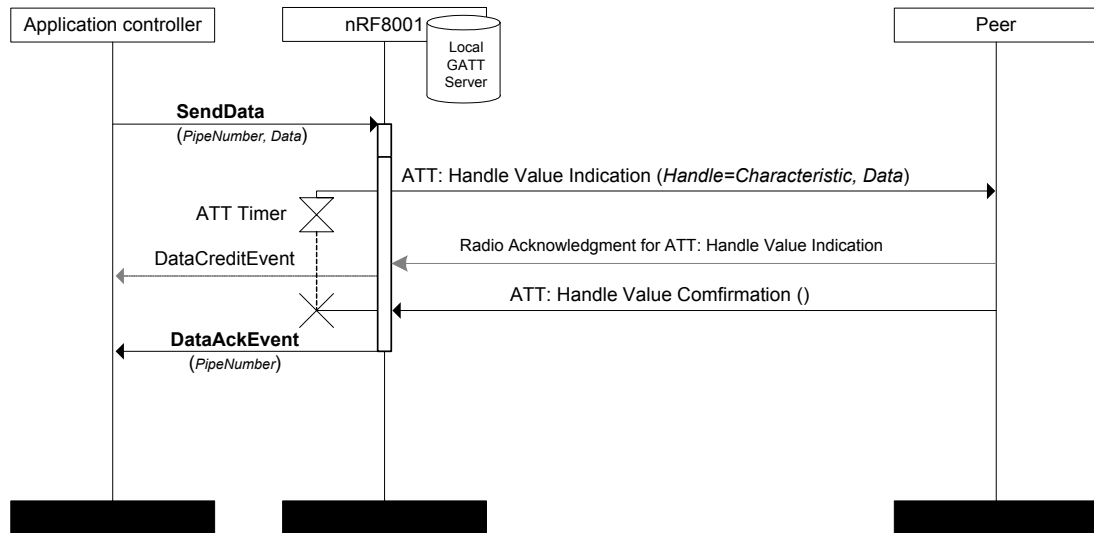 Application controller
nRF8001
Peer
Local
GATT
Server
SendData
(PipeNumber, Data)
ATT: Handle Value Indication (Handle=Characteristic, Data)
ATT Timer
Radio Acknowledgment for ATT: Handle Value Indication
DataCreditEvent
ATT: Handle Value Comfirmation ()
DataAckEvent
(PipeNumber)